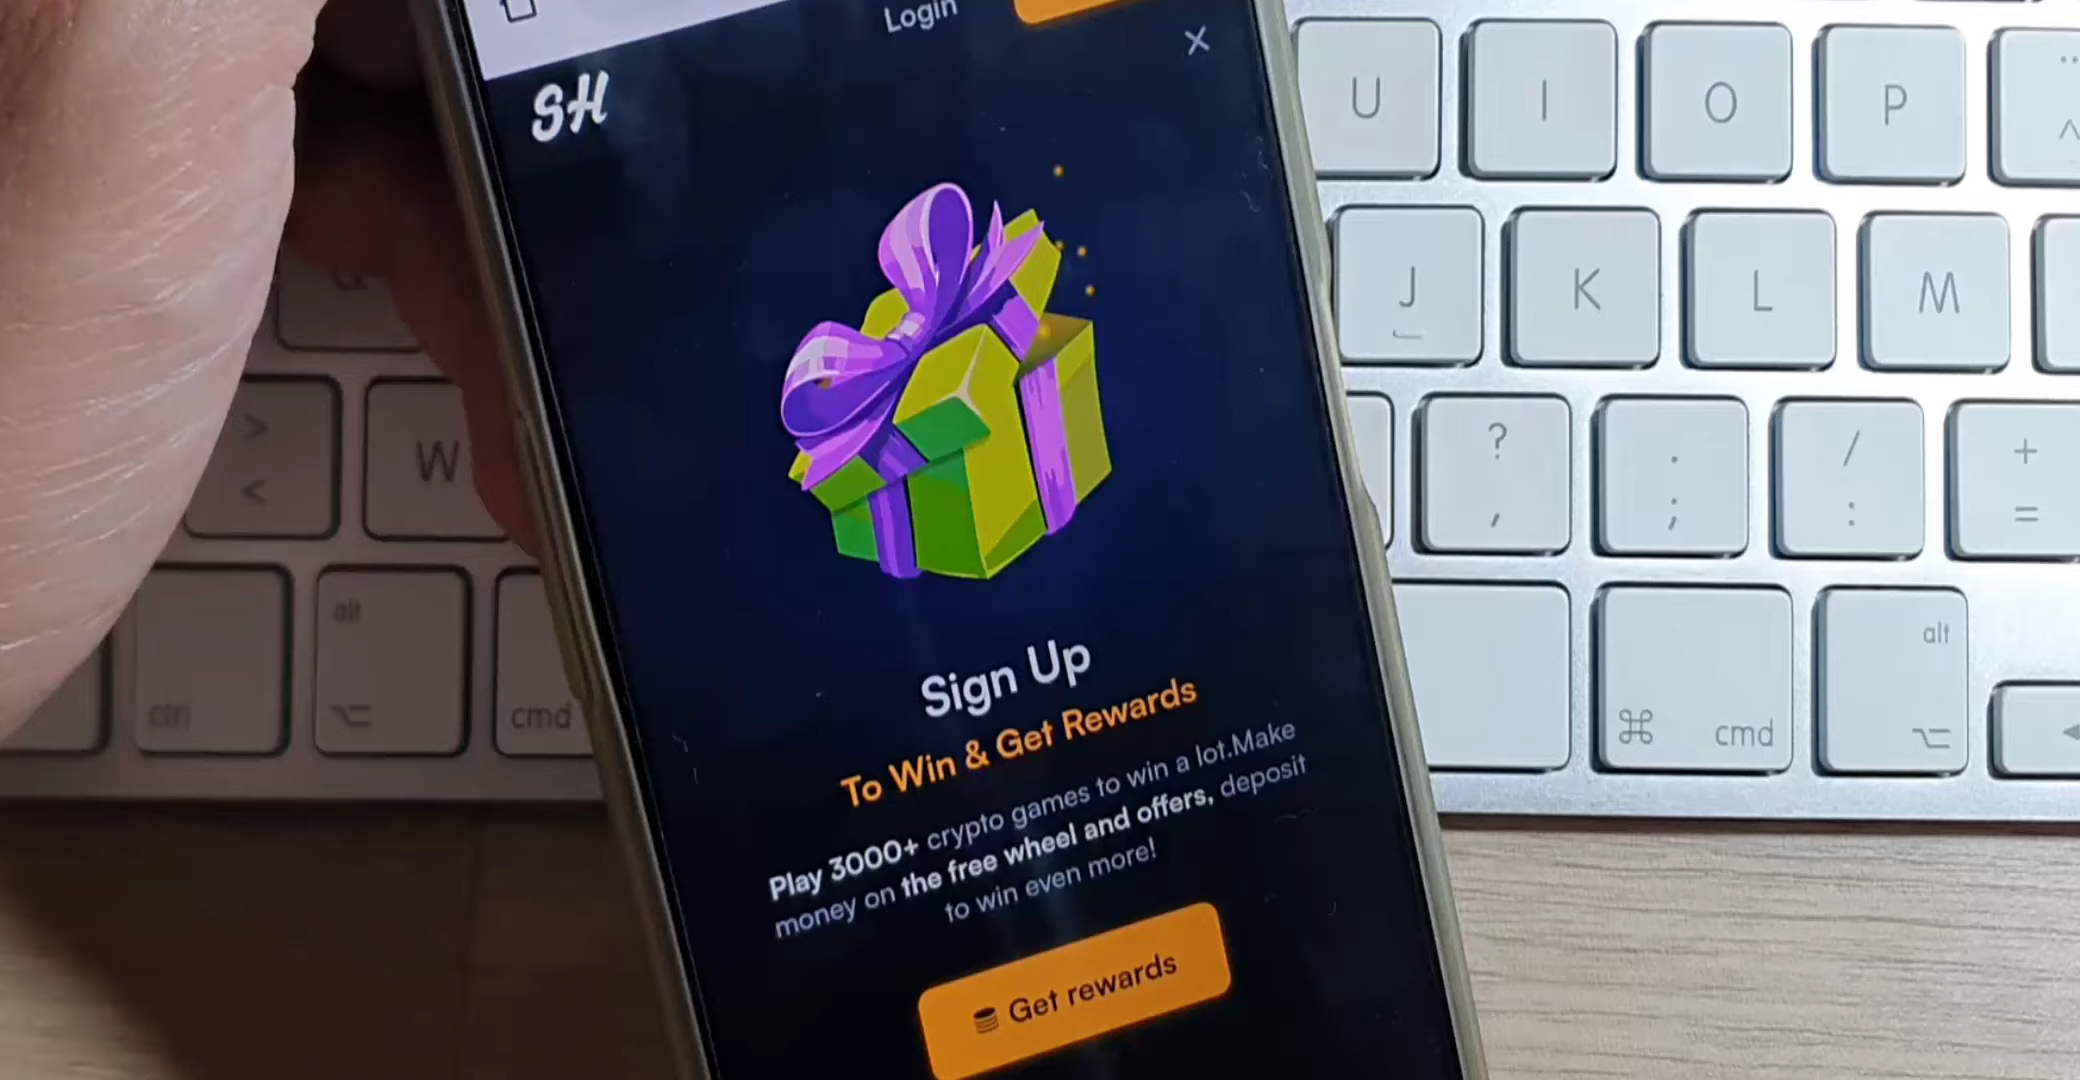 Login
SH
Sign Up
To Win & Get Rewards
Play 3000+ crypto games to win a lot.Make
money on the free wheel and offers, deposit
to win even more!
Get rewards
U I O P
J K L M
> < W
? , . ; / : + =
ctrl alt cmd
cmd alt